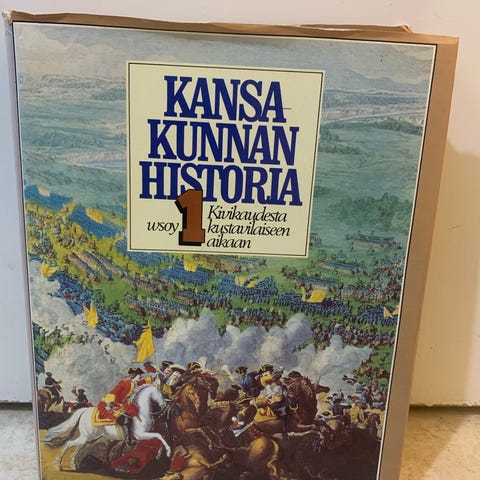 KANSA-
KUNNAN
HISTORIA
wsoy 1 Kivikaudesta
kustavilaiseen
aikaan